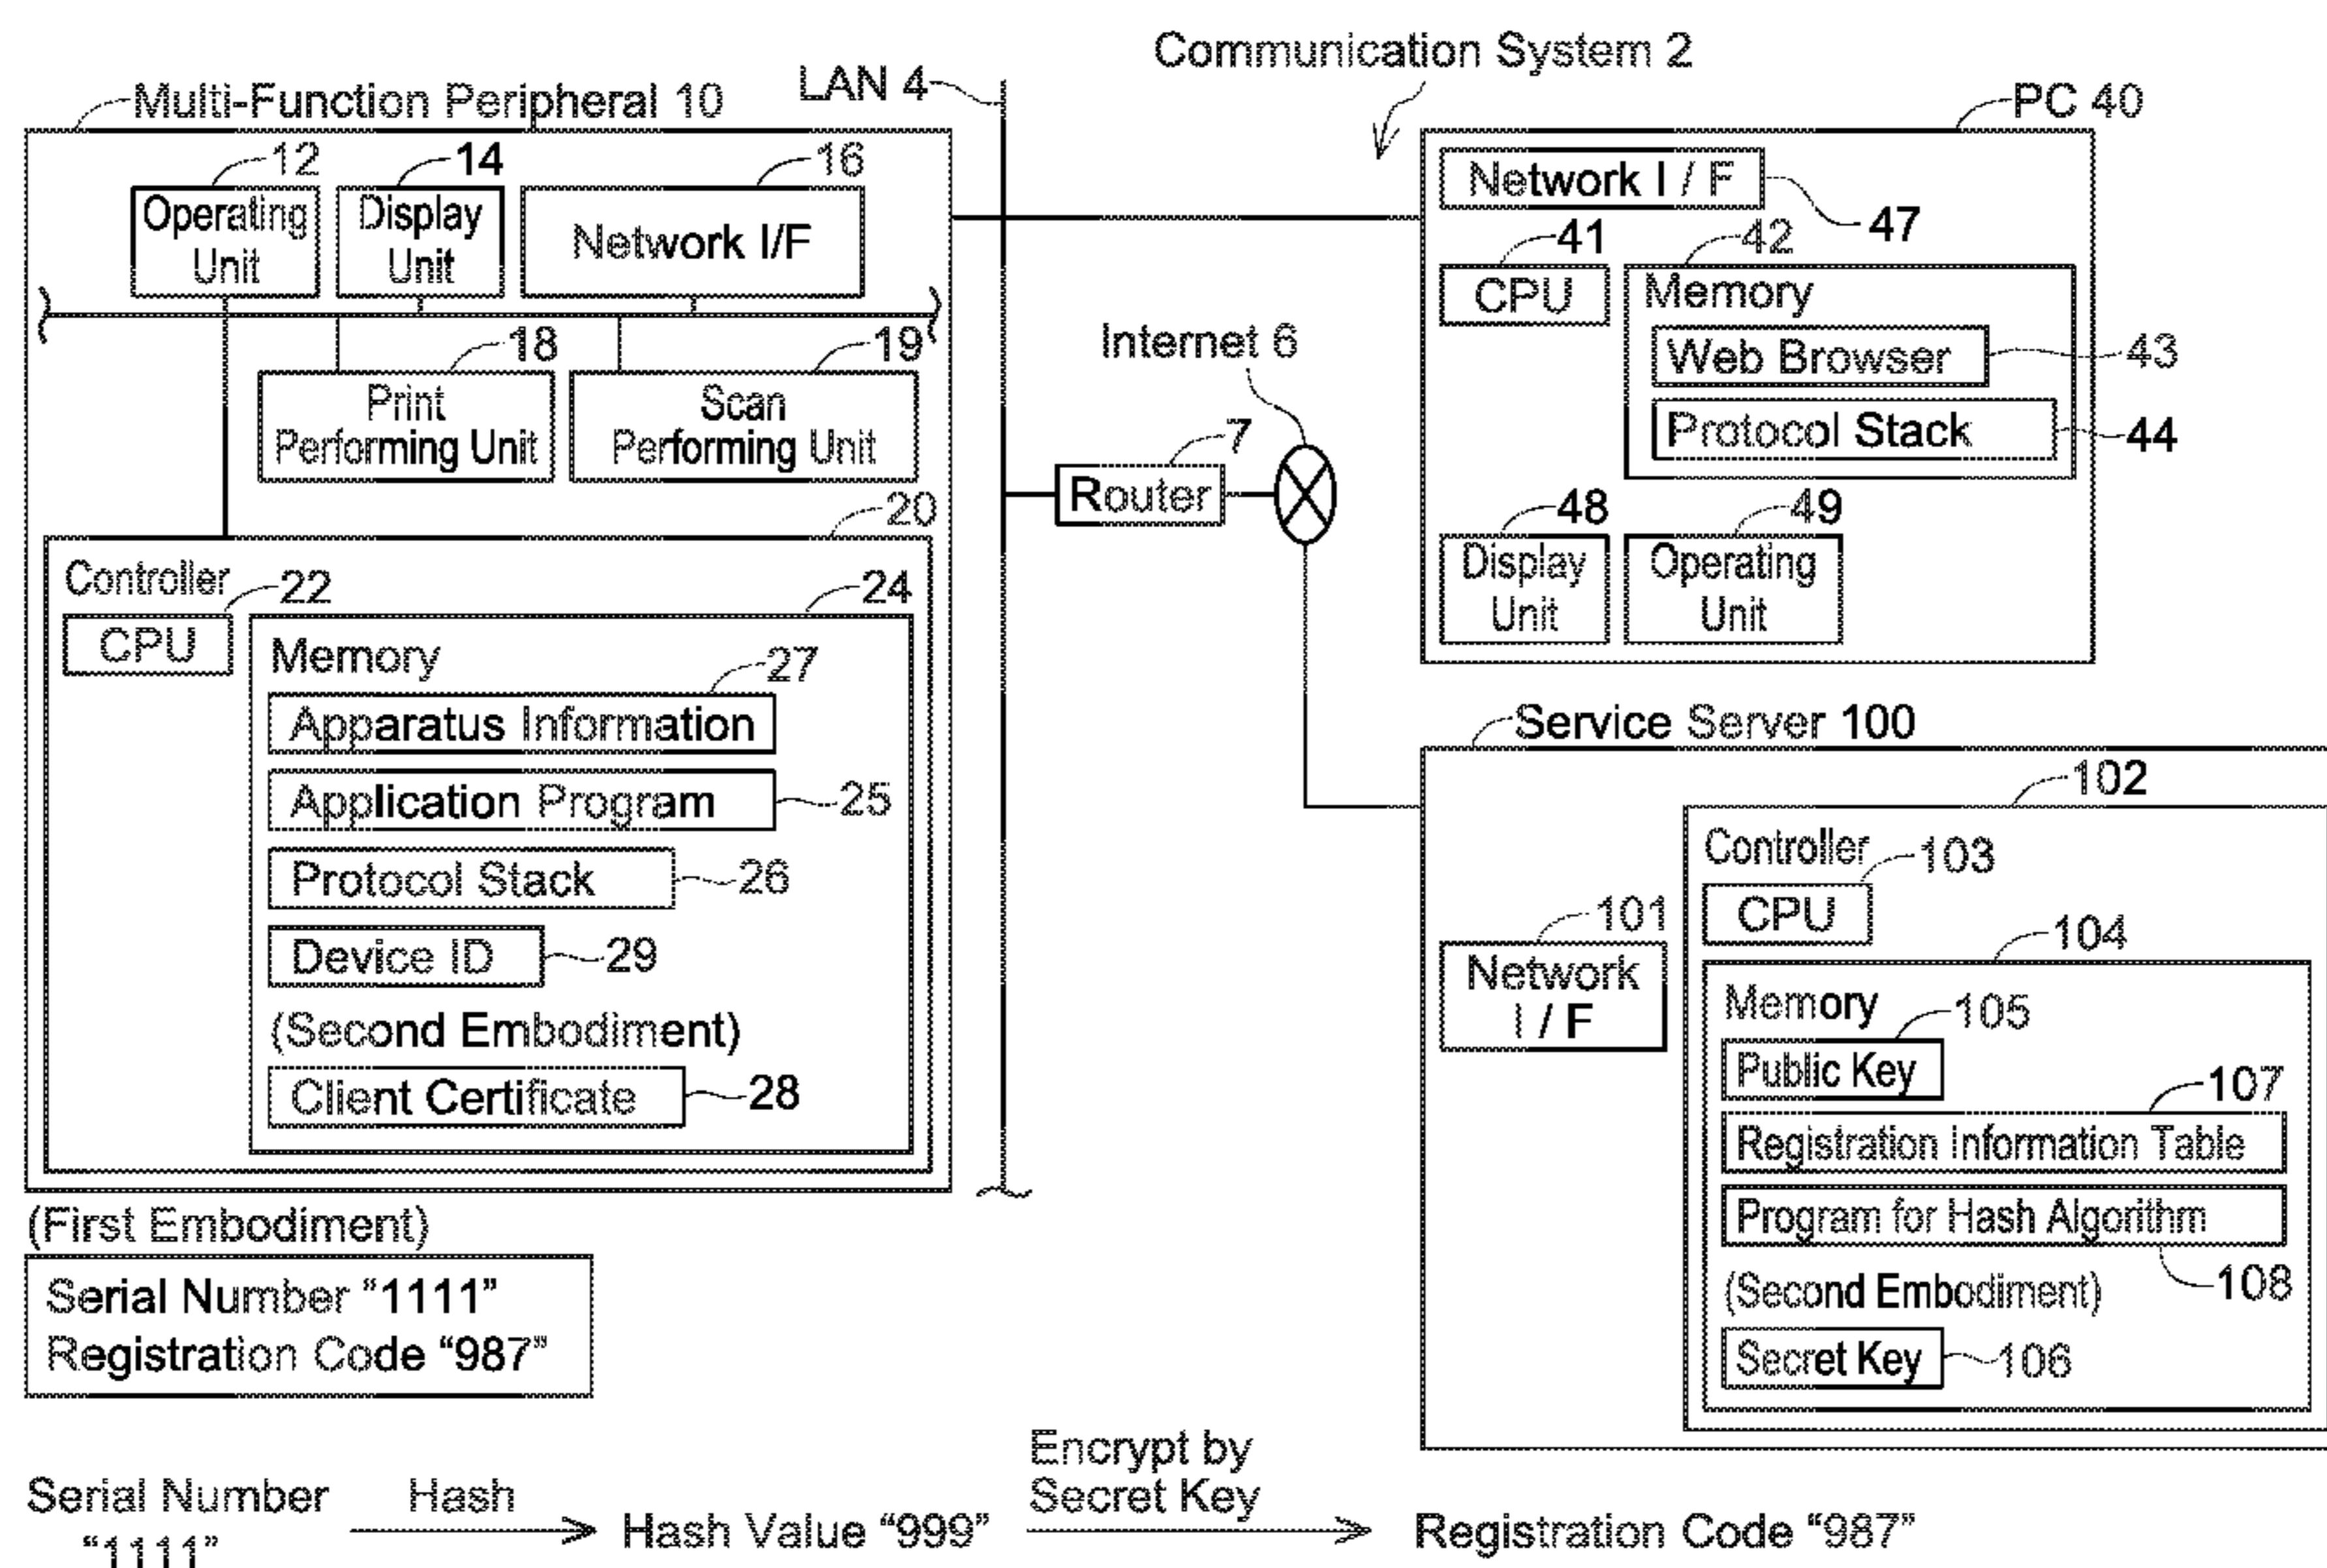 Communication System 2
Multi-Function Peripheral 10
LAN 4
PC 40
12
14
16
Operating
Unit
Display
Unit
Network I/F
18
19
Print
Performing Unit
Scan
Performing Unit
20
Controller
22
CPU
24
Memory
27
Apparatus Information
Application Program
25
Protocol Stack
26
Device ID
29
(Second Embodiment)
Client Certificate
28
(First Embodiment)
Serial Number “1111”
Registration Code “987”
Internet 6
7
Router
Network I / F
47
41
CPU
42
Memory
Web Browser
43
Protocol Stack
44
48
Display
Unit
49
Operating
Unit
Service Server 100
101
Network
I / F
102
Controller
103
CPU
104
Memory
105
Public Key
107
Registration Information Table
Program for Hash Algorithm
108
(Second Embodiment)
Secret Key
106
Serial Number
“1111”
Hash
Hash Value “999”
Encrypt by
Secret Key
Registration Code “987”